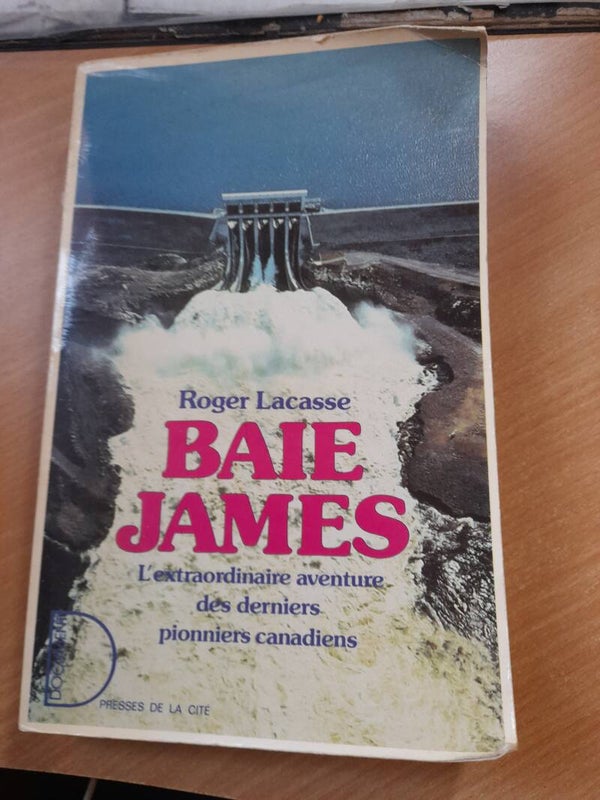 Roger Lacasse
BAIE
JAMES
L'extraordinaire aventure
des derniers
pionniers canadiens
DOCUMENT
PRESSES DE LA CITÉ